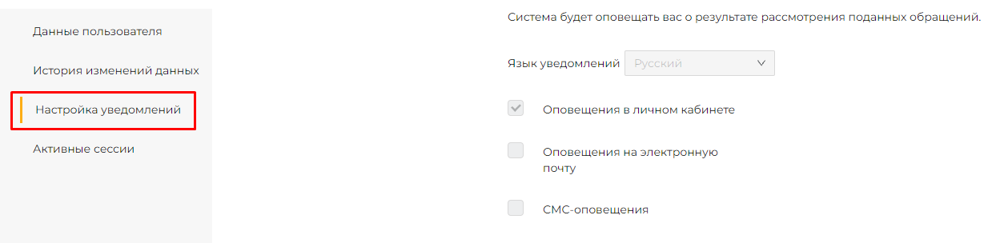 Данные пользователя
История изменений данных
Настройка уведомлений
Активные сессии
Система будет оповещать вас о результате рассмотрения поданных обращений.
Язык уведомлений Русский
Оповещения в личном кабинете
Оповещения на электронную
почту
СМС-оповещения